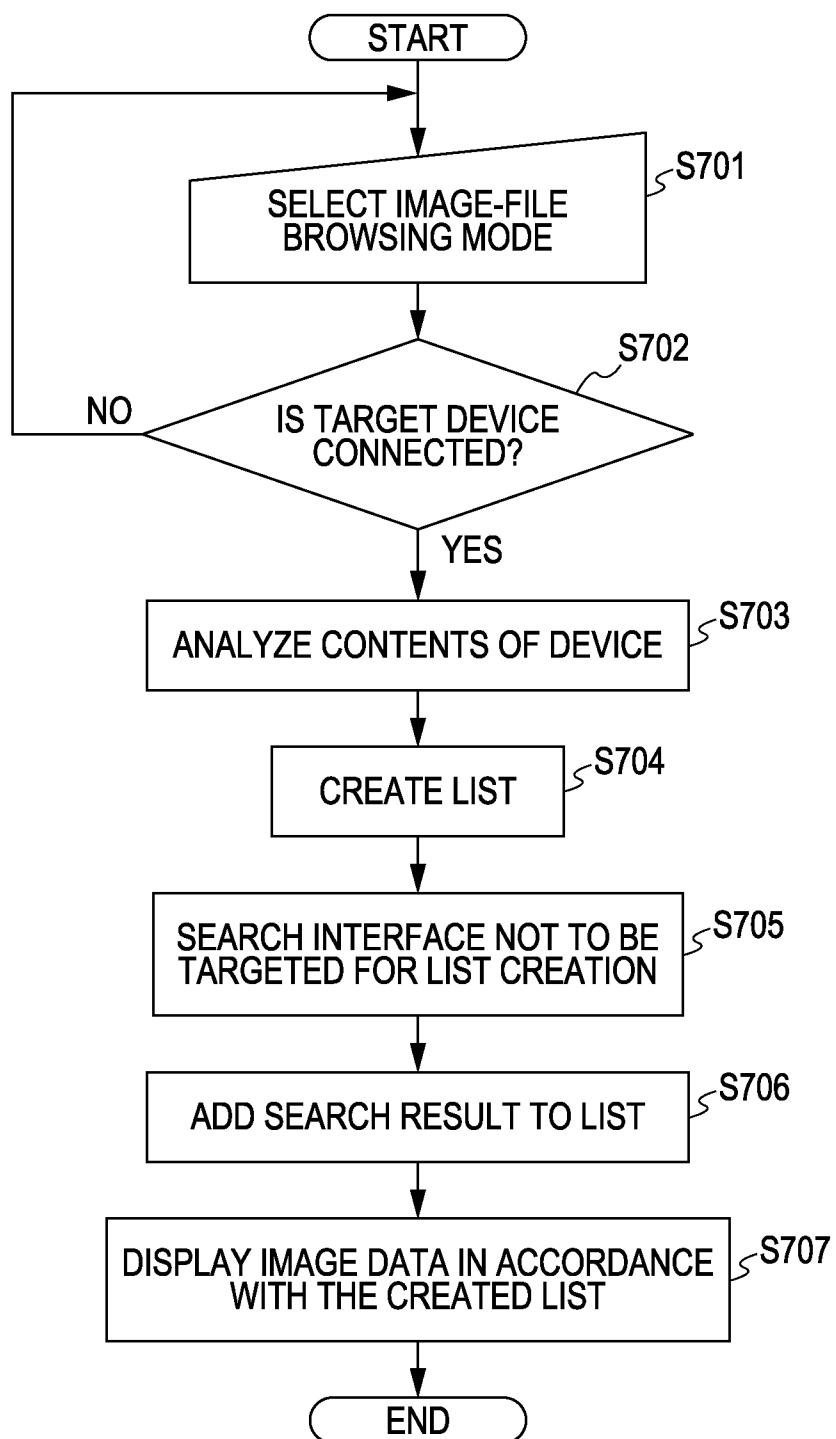 START
SELECT IMAGE-FILE
BROWSING MODE
S701
S702
IS TARGET DEVICE
CONNECTED?
NO
YES
S703
ANALYZE CONTENTS OF DEVICE
S704
CREATE LIST
S705
SEARCH INTERFACE NOT TO BE
TARGETED FOR LIST CREATION
S706
ADD SEARCH RESULT TO LIST
S707
DISPLAY IMAGE DATA IN ACCORDANCE
WITH THE CREATED LIST
END